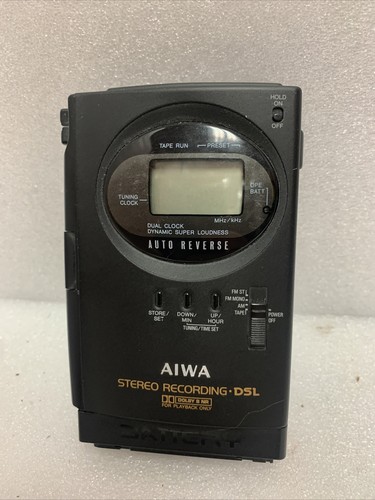 HOLD
ON
OFF
TAPE RUN
PRESET
TUNING
CLOCK
OPE
BATT
MHz/kHz
DUAL CLOCK
DYNAMIC SUPER LOUDNESS
AUTO REVERSE
FM ST
FM MONO
AM
TAPE
POWER
OFF
STORE/
SET
DOWN/
MIN
UP/
HOUR
TUNING/TIME SET
AIWA
STEREO RECORDING·DSL
DOLBY B NR
FOR PLAYBACK ONLY
BATTERY